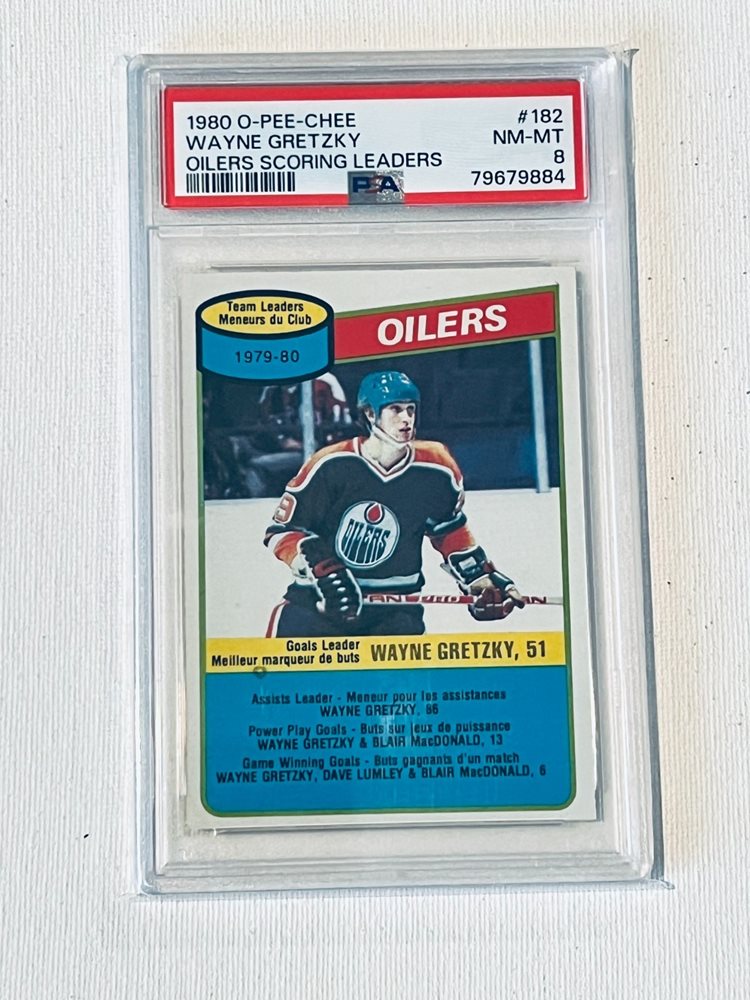 1980 O-PEE-CHEE #182
WAYNE GRETZKY NM-MT
OILERS SCORING LEADERS 8
PSA 79679884
Team Leaders
Meneurs du Club
1979-80
OILERS
9
OILERS
Goals Leader
Meilleur marqueur de buts
WAYNE GRETZKY, 51
Assists Leader - Meneur pour les assistances
WAYNE GRETZKY, 86
Power Play Goals - Buts sur jeux de puissance
WAYNE GRETZKY & BLAIR MacDONALD, 13
Game Winning Goals - Buts gagnants d'un match
WAYNE GRETZKY, DAVE LUMLEY & BLAIR MacDONALD, 6